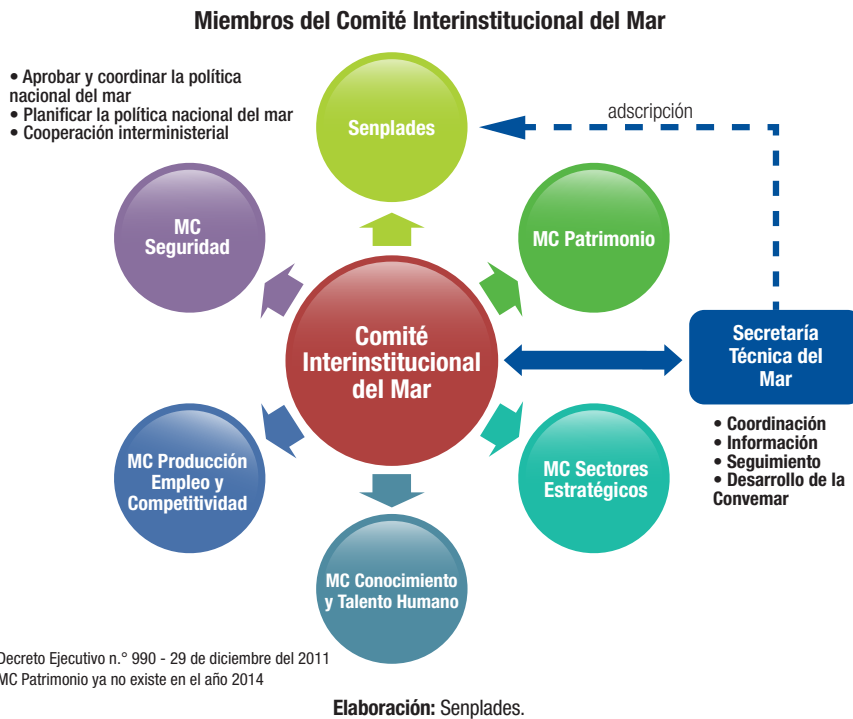 Miembros del Comité Interinstitucional del Mar
• Aprobar y coordinar la política
nacional del mar
• Planificar la política nacional del mar
• Cooperación interministerial
Senplades
adscripción
MC
Seguridad
MC Patrimonio
Comité
Interinstitucional
del Mar
Secretaría
Técnica del
Mar
• Coordinación
• Información
• Seguimiento
• Desarrollo de la
Convemar
MC Producción
Empleo y
Competitividad
MC Sectores
Estratégicos
MC Conocimiento
y Talento Humano
Decreto Ejecutivo n.° 990 - 29 de diciembre del 2011
MC Patrimonio ya no existe en el año 2014
Elaboración: Senplades.